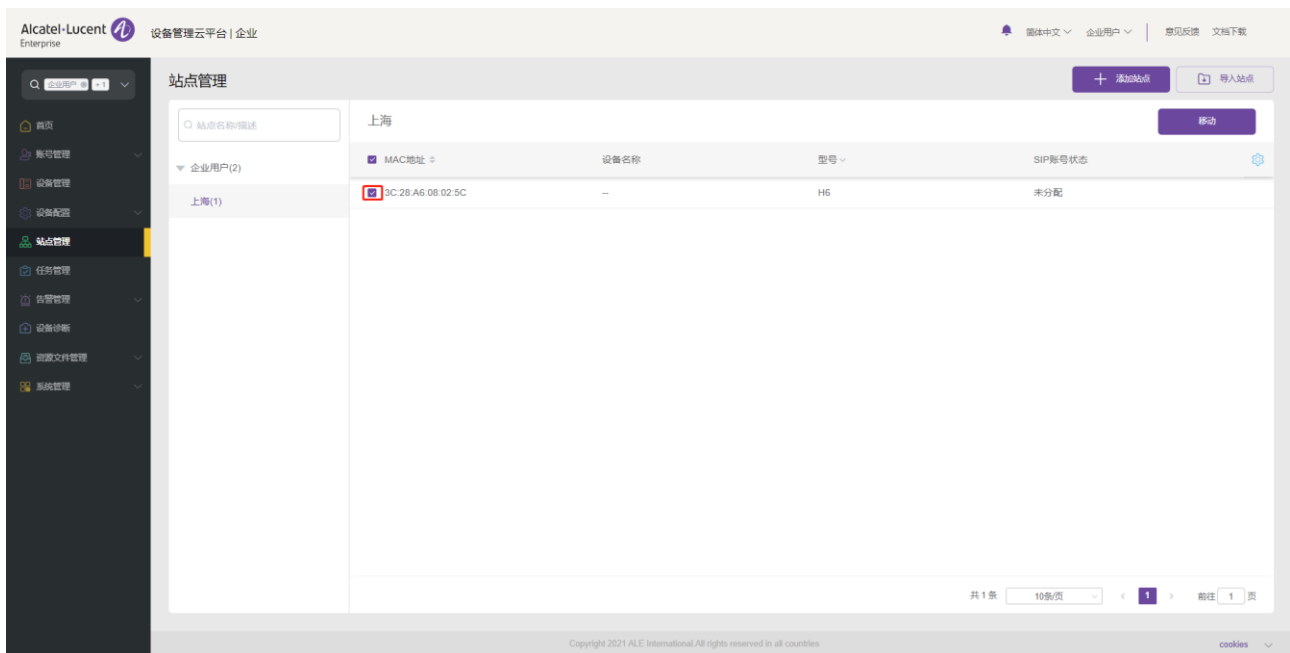 Alcatel·Lucent
Enterprise
设备管理云平台 | 企业
简体中文
企业用户
意见反馈
文档下载
企业用户
+ 1
首页
账号管理
设备管理
设备配置
站点管理
任务管理
告警管理
设备诊断
资源文件管理
系统管理
站点管理
添加站点
导入站点
站点名称/描述
企业用户(2)
上海(1)
上海
移动
MAC地址
设备名称
型号
SIP账号状态
3C:28:A6:08:02:5C
--
H6
未分配
共 1 条
10条/页
1
前往 1 页
Copyright 2021 ALE International.All rights reserved in all countries
cookies